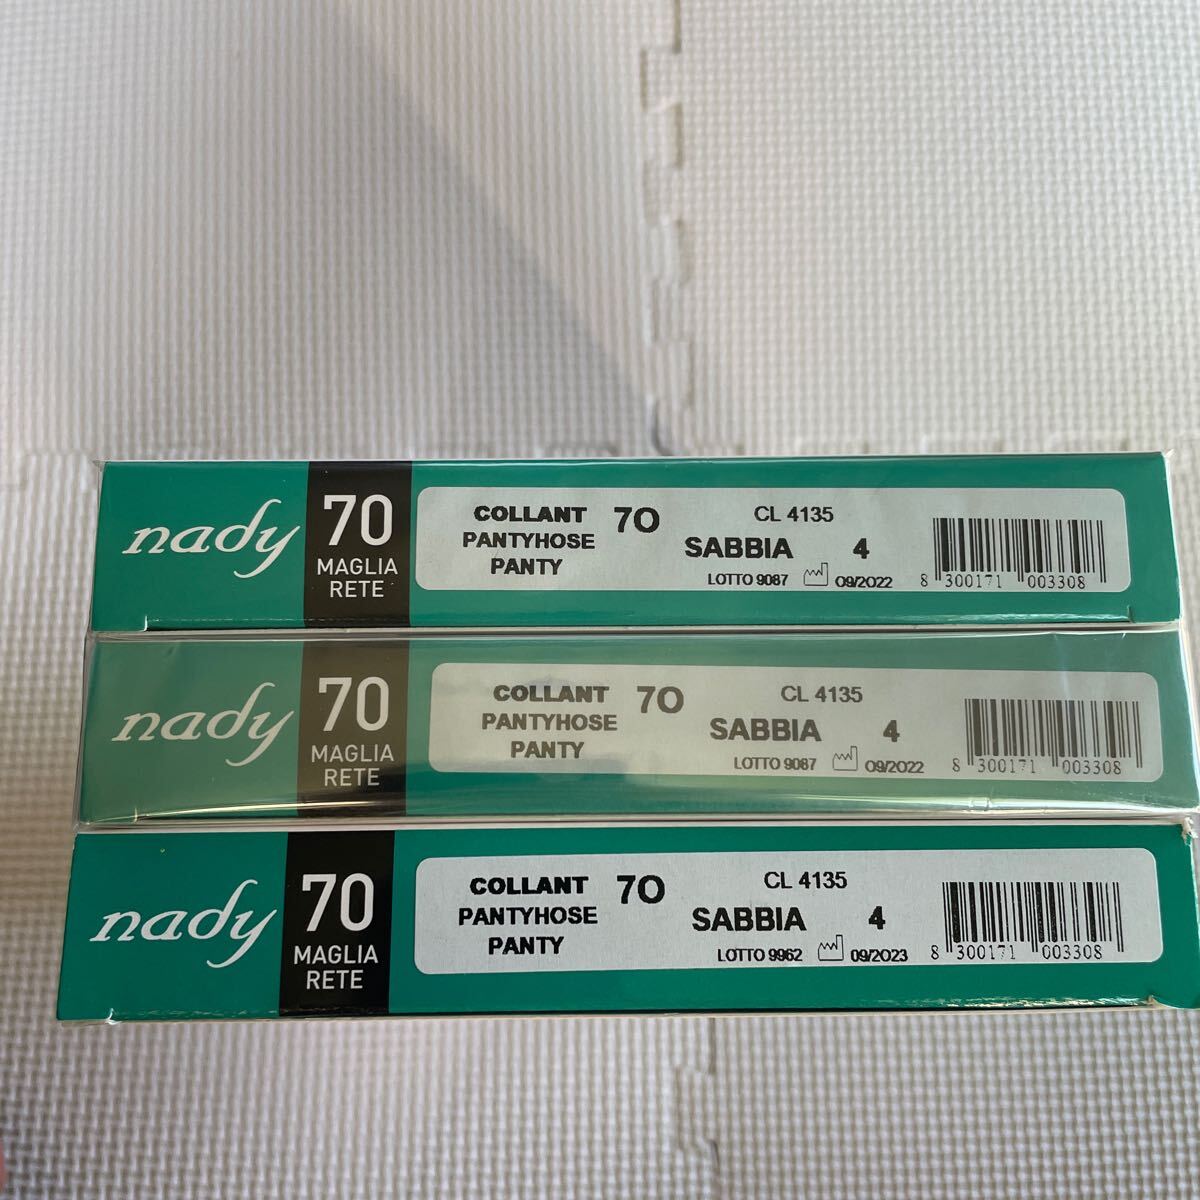 nady
70
MAGLIA
RETE
COLLANT 70 CL 4135
PANTYHOSE SABBIA 4
PANTY LOTTO 9087 09/2022
8 300171 003308
nady
70
MAGLIA
RETE
COLLANT 70 CL 4135
PANTYHOSE SABBIA 4
PANTY LOTTO 9087 09/2022
8 300171 003308
nady
70
MAGLIA
RETE
COLLANT 70 CL 4135
PANTYHOSE SABBIA 4
PANTY LOTTO 9962 09/2023
8 300171 003308